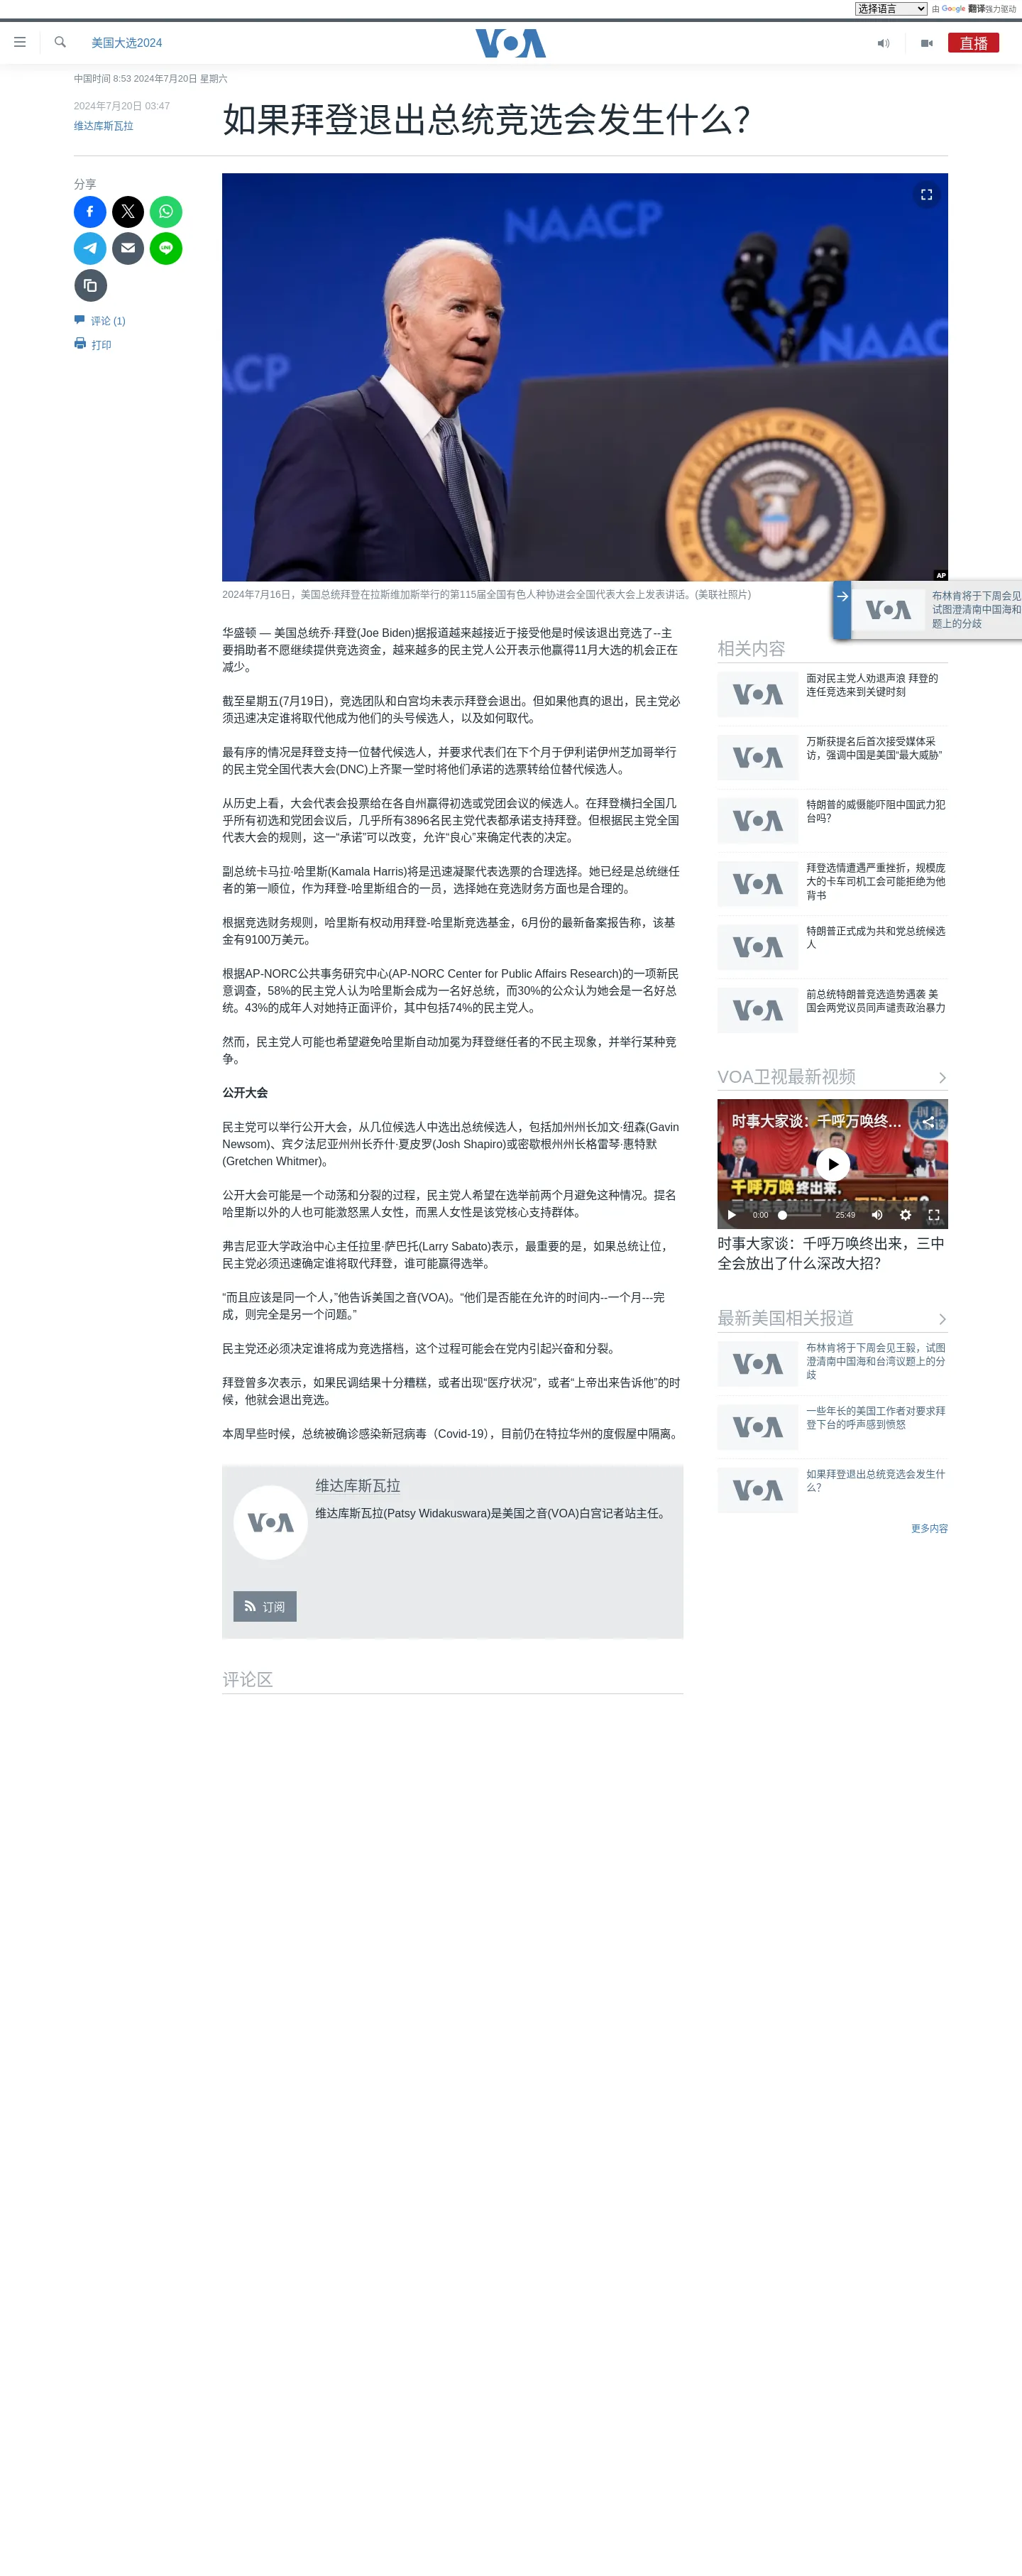 选择语言 由 Google 翻译强力驱动
美国大选2024
VOA
直播
中国时间 8:53 2024年7月20日 星期六
2024年7月20日 03:47
维达库斯瓦拉
如果拜登退出总统竞选会发生什么？
分享
LINE
评论 (1)
打印
NAACP
NAACP
ACP
AP
2024年7月16日，美国总统拜登在拉斯维加斯举行的第115届全国有色人种协进会全国代表大会上发表讲话。(美联社照片)
华盛顿 — 美国总统乔·拜登(Joe Biden)据报道越来越接近于接受他是时候该退出竞选了--主
要捐助者不愿继续提供竞选资金，越来越多的民主党人公开表示他赢得11月大选的机会正在
减少。
截至星期五(7月19日)，竞选团队和白宫均未表示拜登会退出。但如果他真的退出，民主党必
须迅速决定谁将取代他成为他们的头号候选人，以及如何取代。
最有序的情况是拜登支持一位替代候选人，并要求代表们在下个月于伊利诺伊州芝加哥举行
的民主党全国代表大会(DNC)上齐聚一堂时将他们承诺的选票转给位替代候选人。
从历史上看，大会代表会投票给在各自州赢得初选或党团会议的候选人。在拜登横扫全国几
乎所有初选和党团会议后，几乎所有3896名民主党代表都承诺支持拜登。但根据民主党全国
代表大会的规则，这一“承诺”可以改变，允许“良心”来确定代表的决定。
副总统卡马拉·哈里斯(Kamala Harris)将是迅速凝聚代表选票的合理选择。她已经是总统继任
者的第一顺位，作为拜登-哈里斯组合的一员，选择她在竞选财务方面也是合理的。
根据竞选财务规则，哈里斯有权动用拜登-哈里斯竞选基金，6月份的最新备案报告称，该基
金有9100万美元。
根据AP-NORC公共事务研究中心(AP-NORC Center for Public Affairs Research)的一项新民
意调查，58%的民主党人认为哈里斯会成为一名好总统，而30%的公众认为她会是一名好总
统。43%的成年人对她持正面评价，其中包括74%的民主党人。
然而，民主党人可能也希望避免哈里斯自动加冕为拜登继任者的不民主现象，并举行某种竞
争。
公开大会
民主党可以举行公开大会，从几位候选人中选出总统候选人，包括加州州长加文·纽森(Gavin
Newsom)、宾夕法尼亚州州长乔什·夏皮罗(Josh Shapiro)或密歇根州州长格雷琴·惠特默
(Gretchen Whitmer)。
公开大会可能是一个动荡和分裂的过程，民主党人希望在选举前两个月避免这种情况。提名
哈里斯以外的人也可能激怒黑人女性，而黑人女性是该党核心支持群体。
弗吉尼亚大学政治中心主任拉里·萨巴托(Larry Sabato)表示，最重要的是，如果总统让位，
民主党必须迅速确定谁将取代拜登，谁可能赢得选举。
“而且应该是同一个人，”他告诉美国之音(VOA)。“他们是否能在允许的时间内--一个月---完
成，则完全是另一个问题。”
民主党还必须决定谁将成为竞选搭档，这个过程可能会在党内引起兴奋和分裂。
拜登曾多次表示，如果民调结果十分糟糕，或者出现“医疗状况”，或者“上帝出来告诉他”的时
候，他就会退出竞选。
本周早些时候，总统被确诊感染新冠病毒（Covid-19），目前仍在特拉华州的度假屋中隔离。
维达库斯瓦拉
VOA
维达库斯瓦拉(Patsy Widakuswara)是美国之音(VOA)白宫记者站主任。
订阅
评论区
VOA
布林肯将于下周会见
试图澄清南中国海和
题上的分歧
相关内容
VOA
面对民主党人劝退声浪 拜登的
连任竞选来到关键时刻
VOA
万斯获提名后首次接受媒体采
访，强调中国是美国“最大威胁”
VOA
特朗普的威慑能吓阻中国武力犯
台吗？
VOA
拜登选情遭遇严重挫折，规模庞
大的卡车司机工会可能拒绝为他
背书
VOA
特朗普正式成为共和党总统候选
人
VOA
前总统特朗普竞选造势遇袭 美
国会两党议员同声谴责政治暴力
VOA卫视最新视频
时事大家谈：千呼万唤终...
千呼万唤终出来，
三中全会放出了什么深改大招？
0:00
25:49
VOA
时事大家谈：千呼万唤终出来，三中
全会放出了什么深改大招？
最新美国相关报道
VOA
布林肯将于下周会见王毅，试图
澄清南中国海和台湾议题上的分
歧
VOA
一些年长的美国工作者对要求拜
登下台的呼声感到愤怒
VOA
如果拜登退出总统竞选会发生什
么？
更多内容